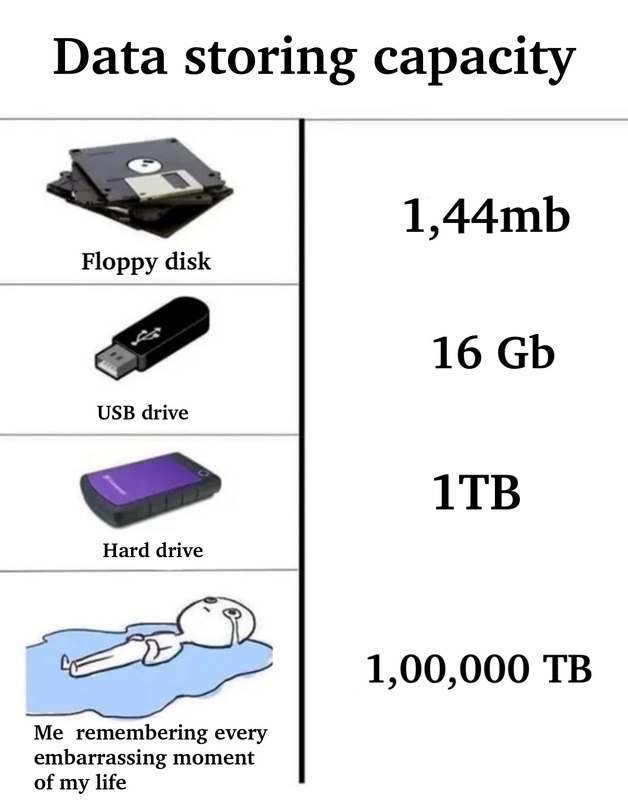 Data storing capacity
Floppy disk
1,44mb
USB drive
16 Gb
Hard drive
1TB
Me remembering every
embarrassing moment
of my life
1,00,000 TB